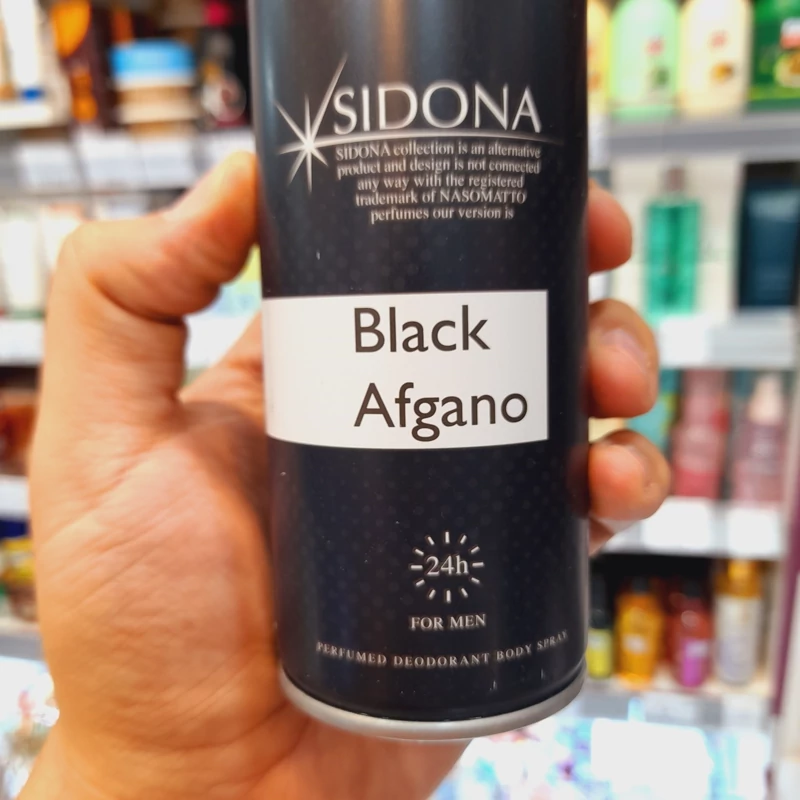 SIDONA
SIDONA collection is an alternative
product and design is not connected
any way with the registered
trademark of NASOMATTO
perfumes our version is
Black
Afgano
24h
FOR MEN
PERFUMED DEODORANT BODY SPRAY